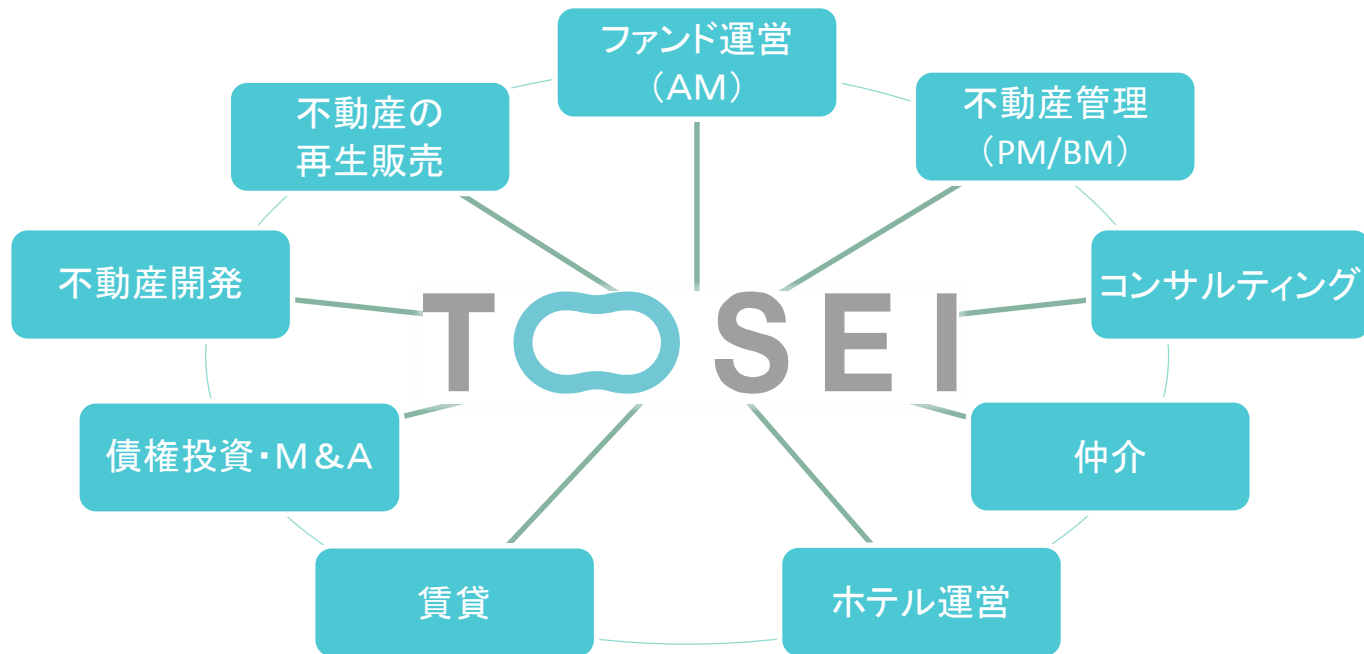 ファンド運営
（AM）
不動産の
再生販売
不動産管理
（PM/BM）
不動産開発
コンサルティング
TOSEI
債権投資・M&A
仲介
賃貸
ホテル運営